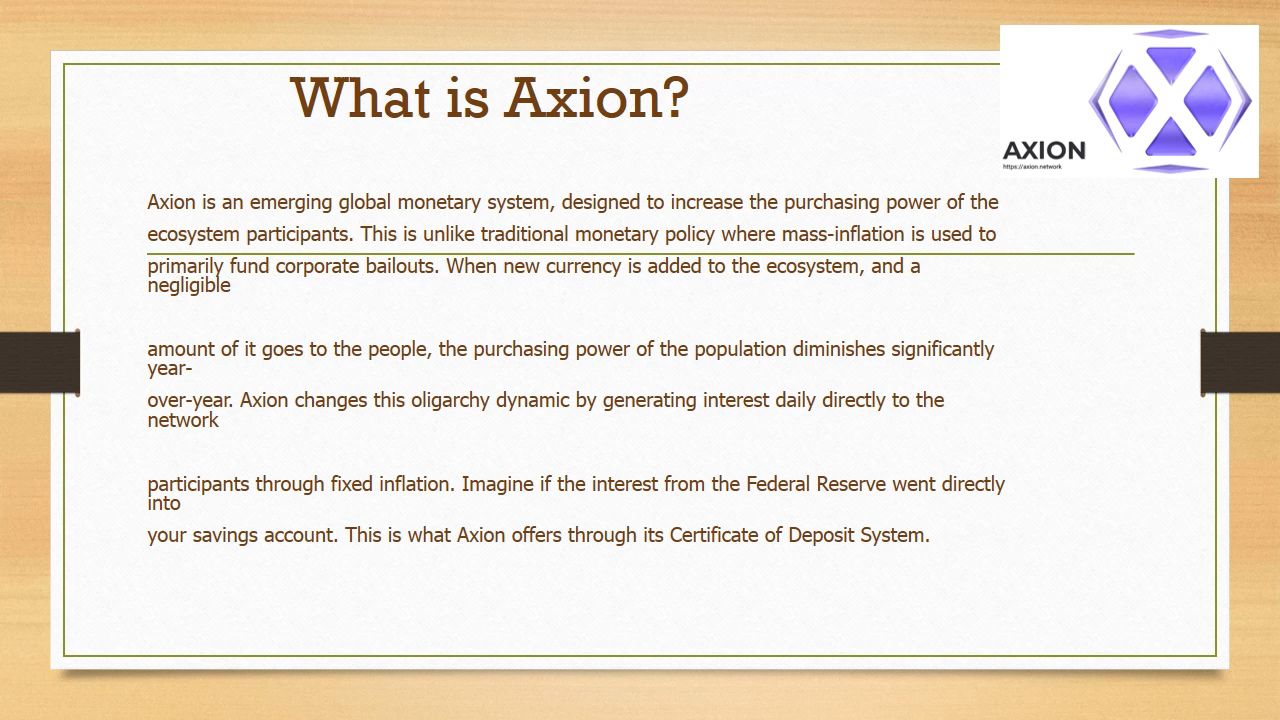 What is Axion?
AXION
https://axion.network
Axion is an emerging global monetary system, designed to increase the purchasing power of the
ecosystem participants. This is unlike traditional monetary policy where mass-inflation is used to
primarily fund corporate bailouts. When new currency is added to the ecosystem, and a
negligible
amount of it goes to the people, the purchasing power of the population diminishes significantly
year-
over-year. Axion changes this oligarchy dynamic by generating interest daily directly to the
network
participants through fixed inflation. Imagine if the interest from the Federal Reserve went directly
into
your savings account. This is what Axion offers through its Certificate of Deposit System.